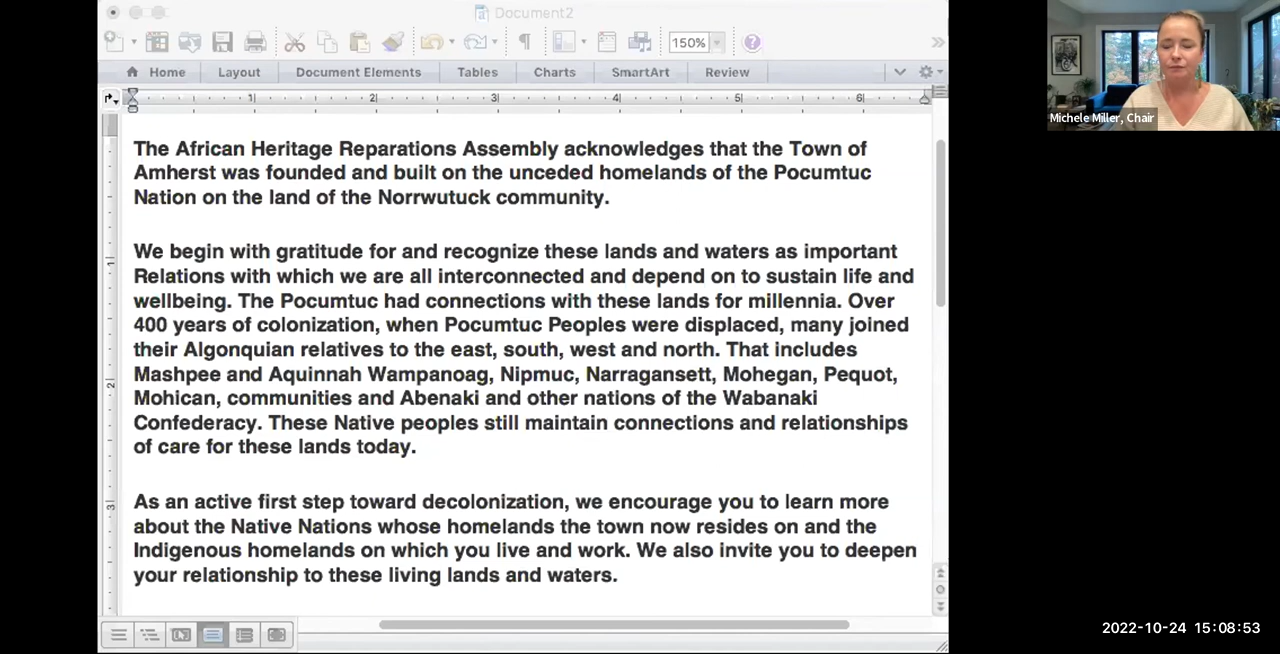 Document2
150%
Home Layout Document Elements Tables Charts SmartArt Review
1 2 3 4 5 6
The African Heritage Reparations Assembly acknowledges that the Town of
Amherst was founded and built on the unceded homelands of the Pocumtuc
Nation on the land of the Norrwutuck community.
We begin with gratitude for and recognize these lands and waters as important
Relations with which we are all interconnected and depend on to sustain life and
wellbeing. The Pocumtuc had connections with these lands for millennia. Over
400 years of colonization, when Pocumtuc Peoples were displaced, many joined
their Algonquian relatives to the east, south, west and north. That includes
Mashpee and Aquinnah Wampanoag, Nipmuc, Narragansett, Mohegan, Pequot,
Mohican, communities and Abenaki and other nations of the Wabanaki
Confederacy. These Native peoples still maintain connections and relationships
of care for these lands today.
As an active first step toward decolonization, we encourage you to learn more
about the Native Nations whose homelands the town now resides on and the
Indigenous homelands on which you live and work. We also invite you to deepen
your relationship to these living lands and waters.
1
2
3
Michele Miller, Chair
2022-10-24 15:08:53